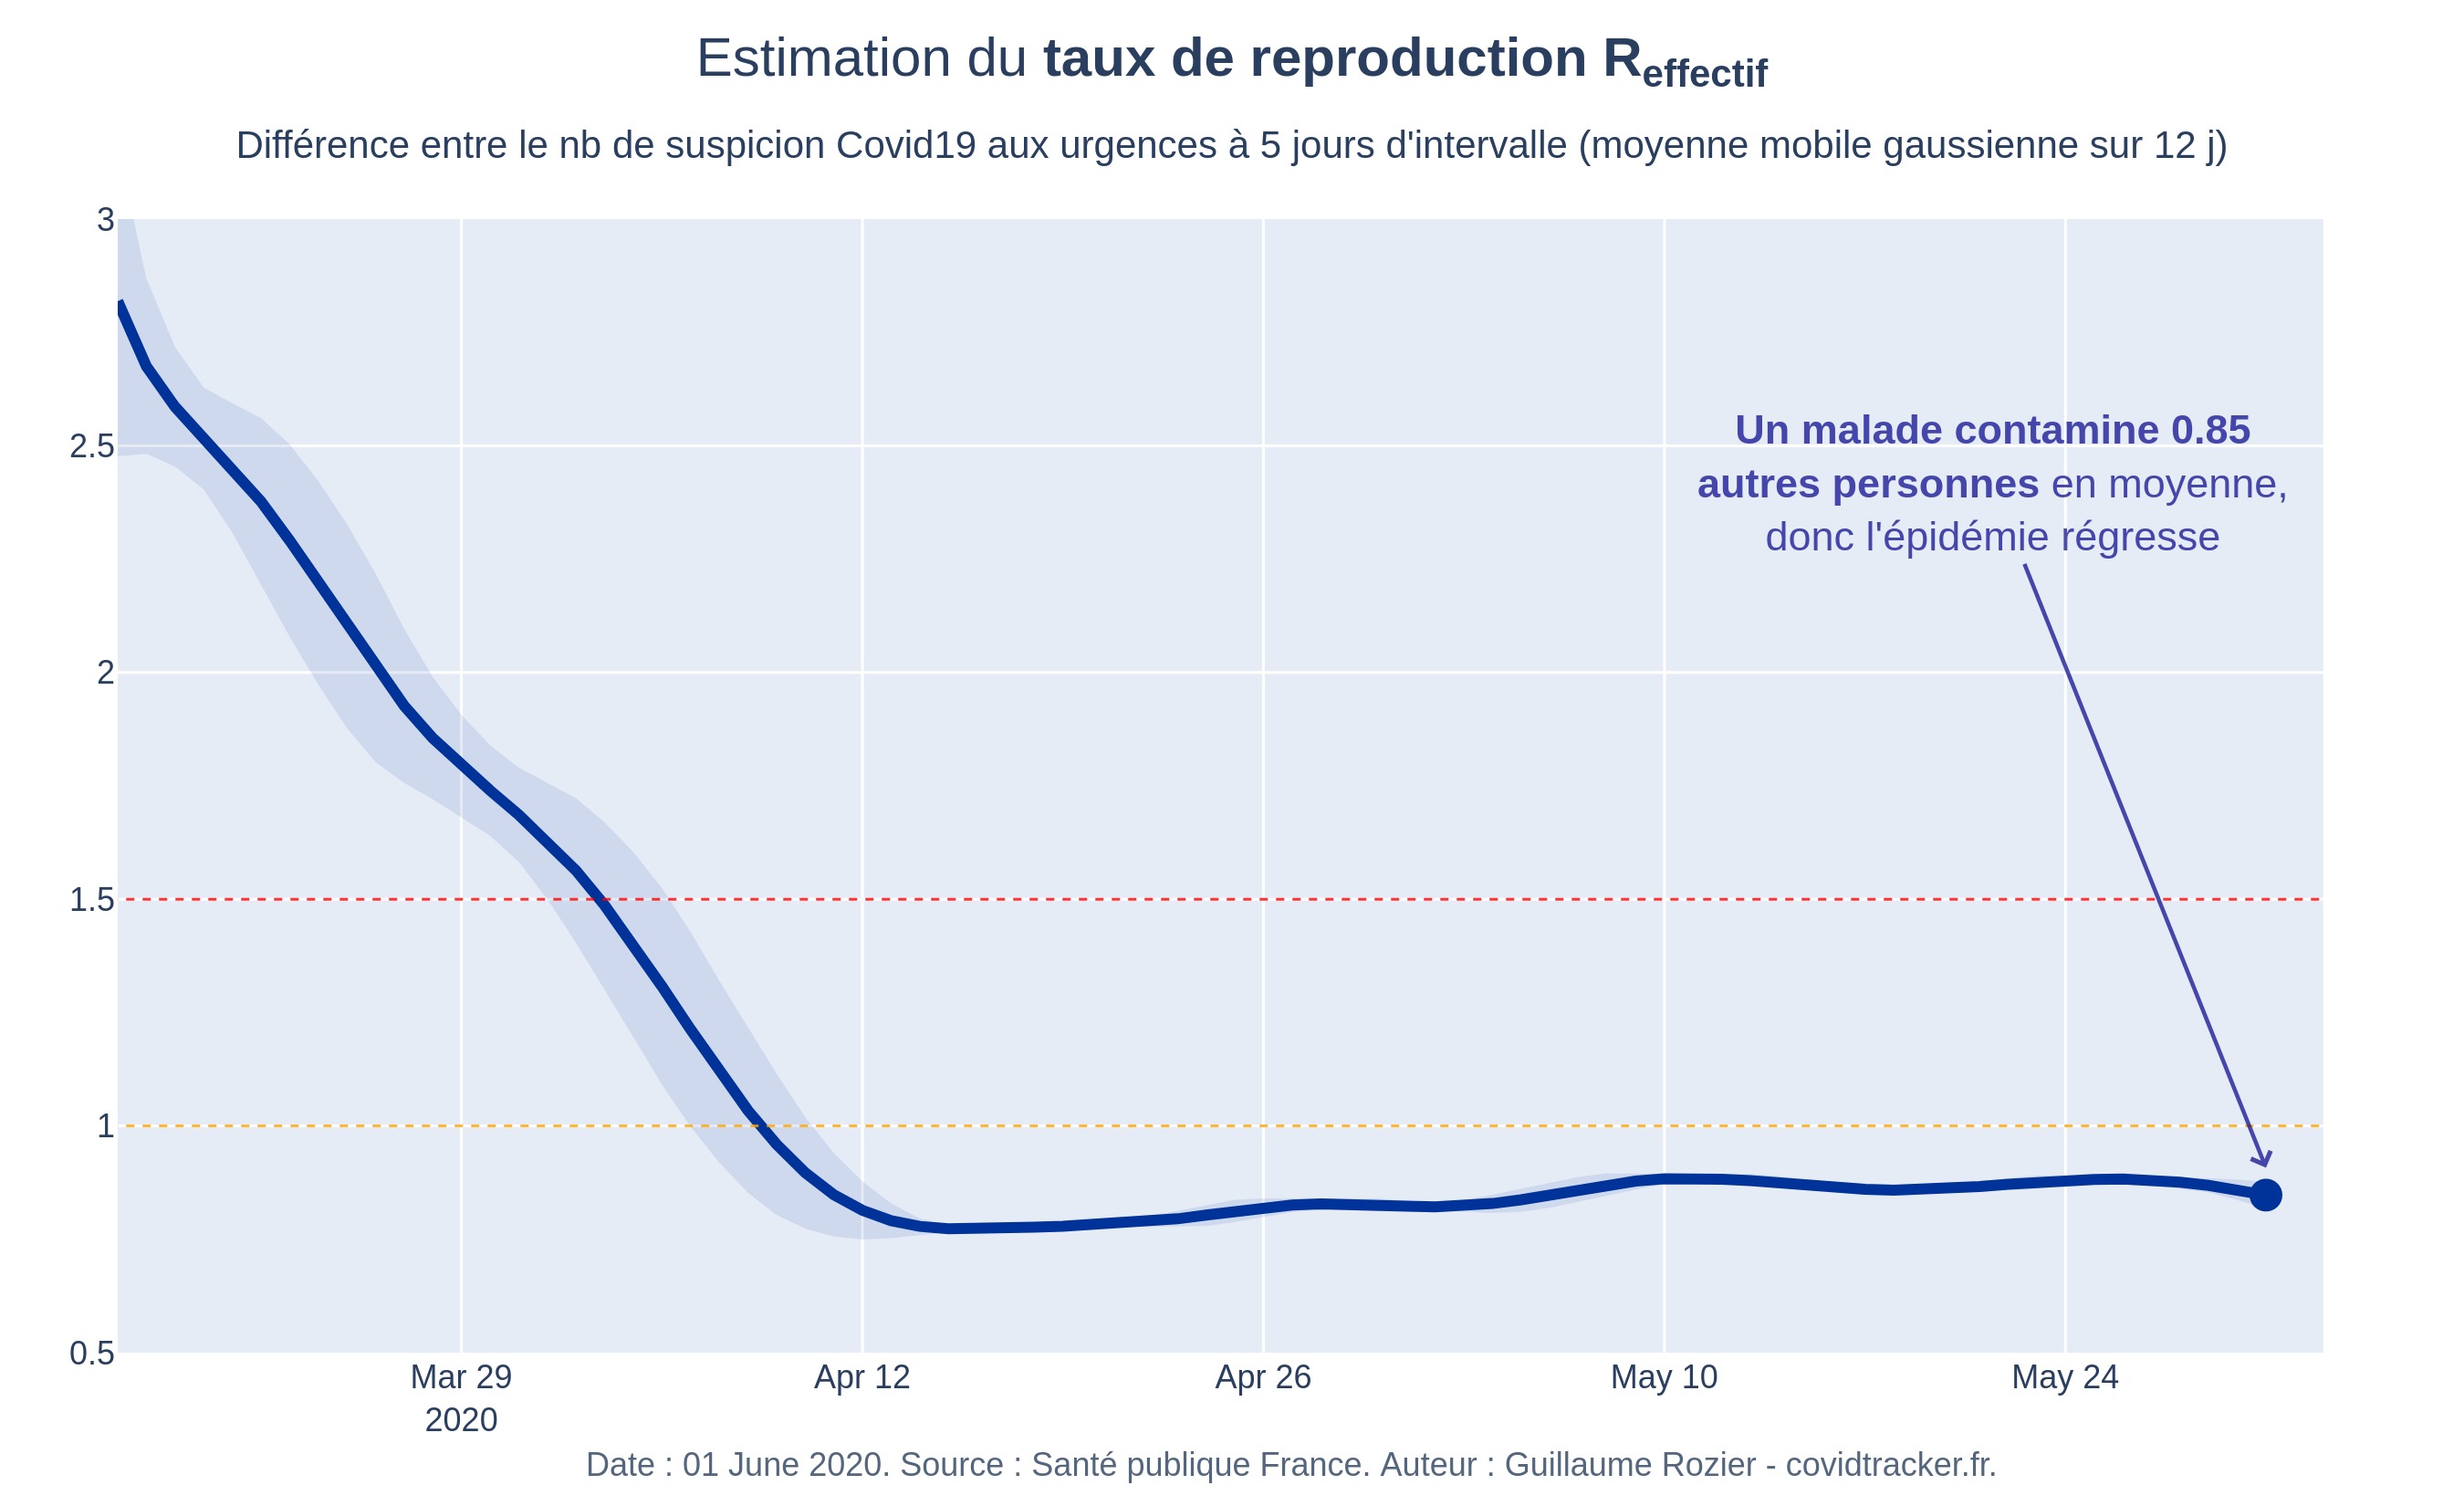 Estimation du taux de reproduction Reffectif
Différence entre le nb de suspicion Covid19 aux urgences à 5 jours d'intervalle (moyenne mobile gaussienne sur 12 j)
3
2.5
2
1.5
1
0.5
Un malade contamine 0.85
autres personnes en moyenne,
donc l'épidémie régresse
Mar 29
2020
Apr 12
Apr 26
May 10
May 24
Date : 01 June 2020. Source : Santé publique France. Auteur : Guillaume Rozier - covidtracker.fr.